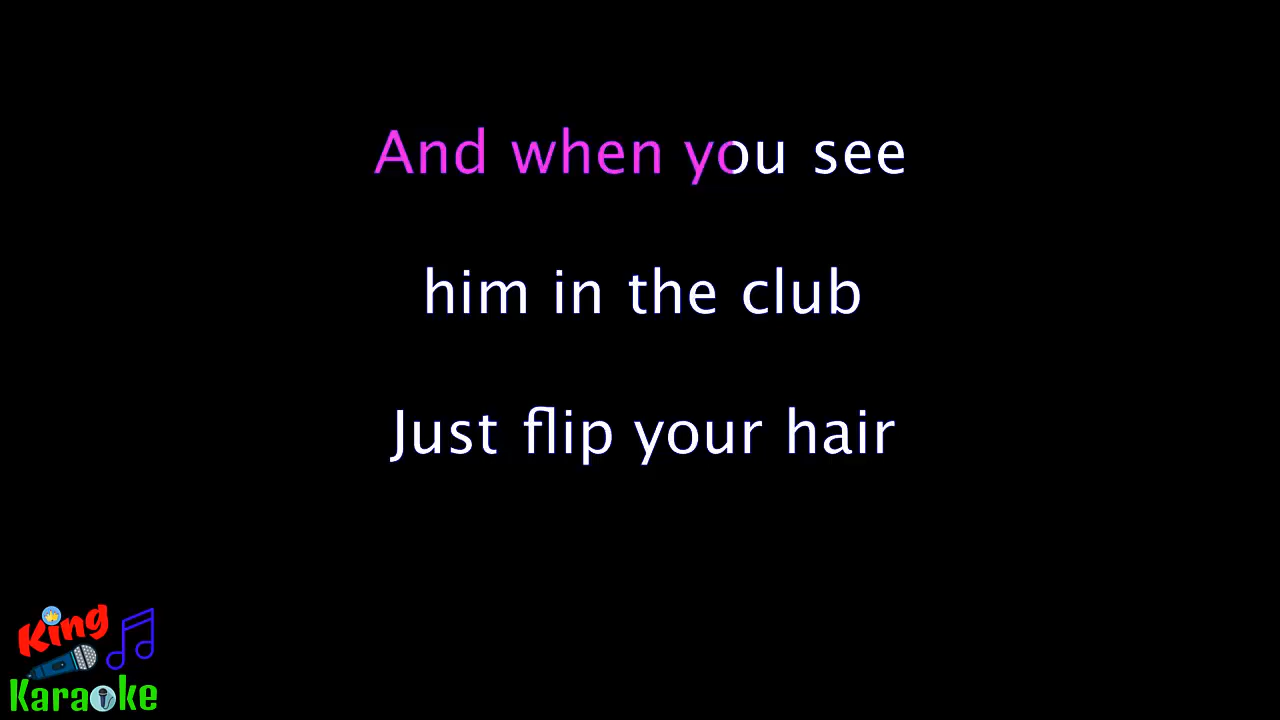 And when you see
him in the club
Just flip your hair
King
Karaoke